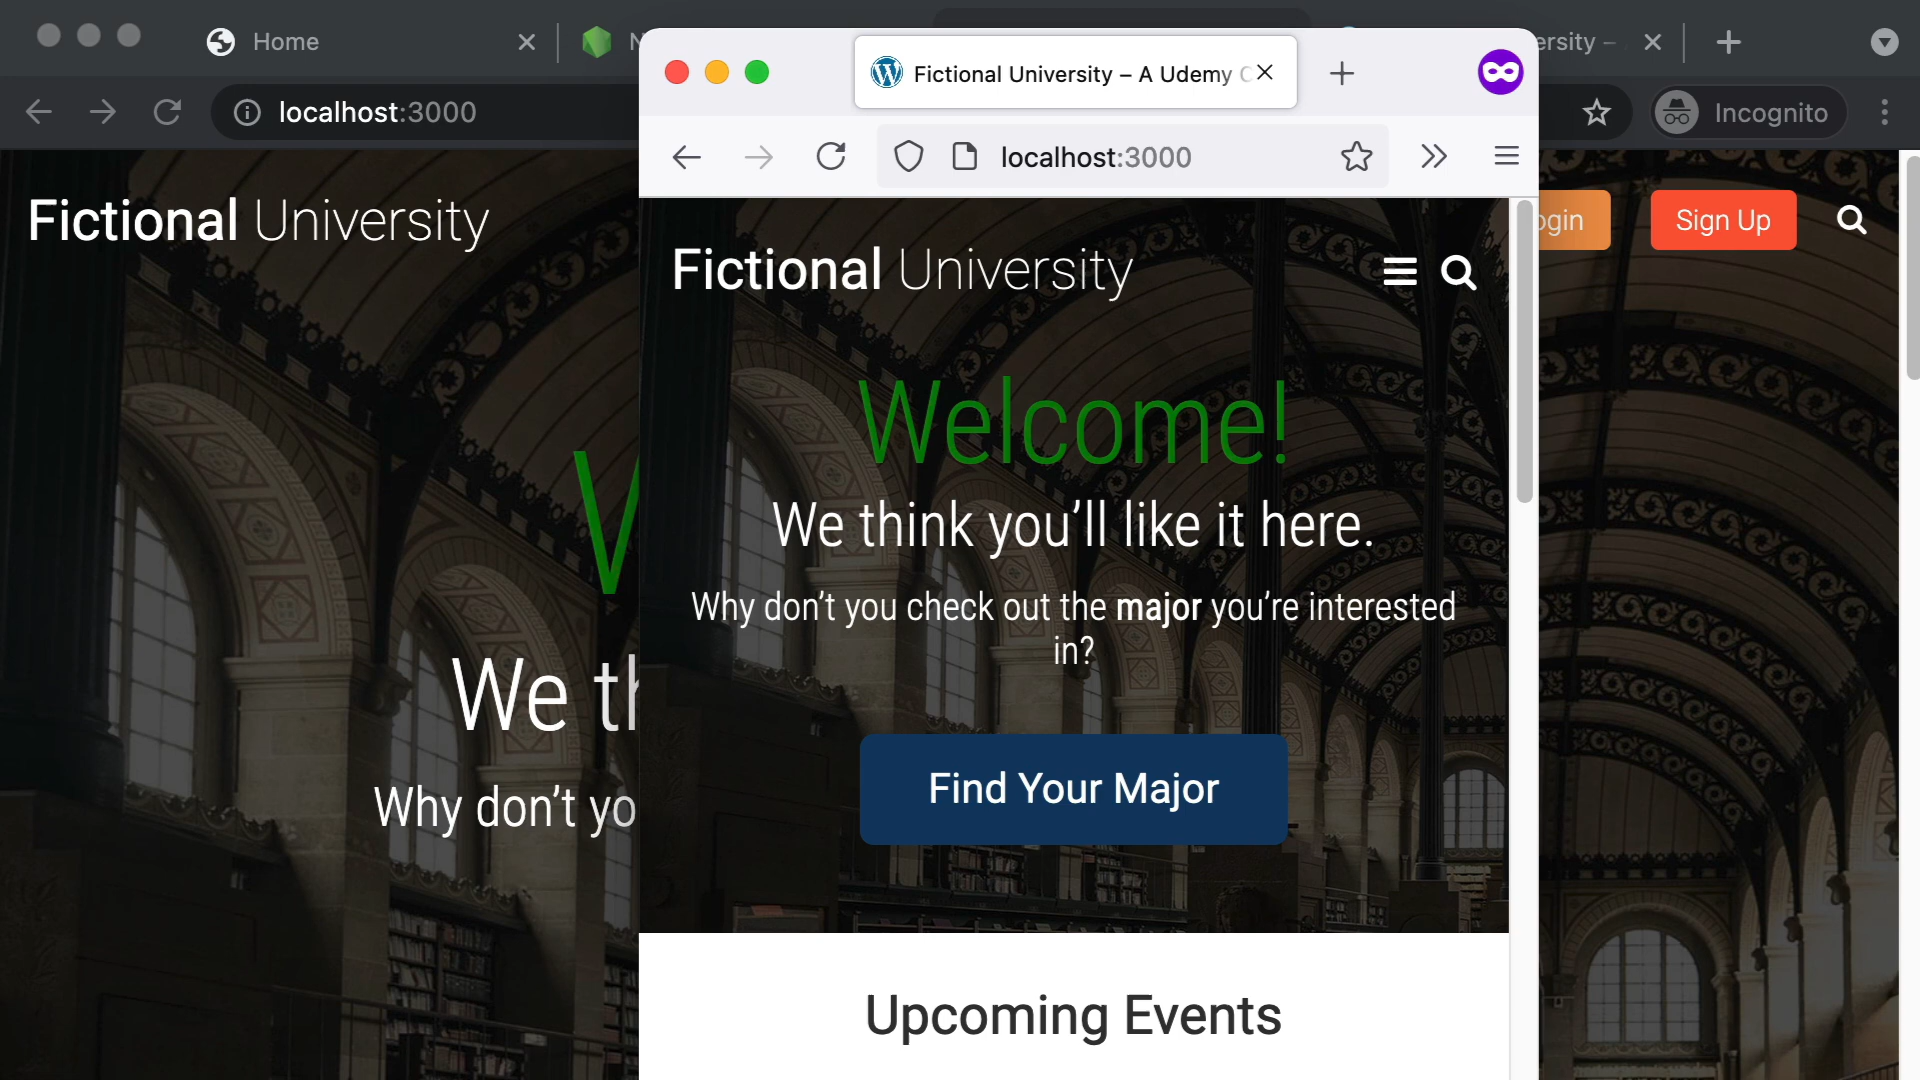 Home
N
ersity –
localhost:3000
Incognito
Fictional University
ogin
Sign Up
W
We th
Why don’t yo
Fictional University – A Udemy C
localhost:3000
Fictional University
Welcome!
We think you’ll like it here.
Why don’t you check out the major you’re interested
in?
Find Your Major
Upcoming Events